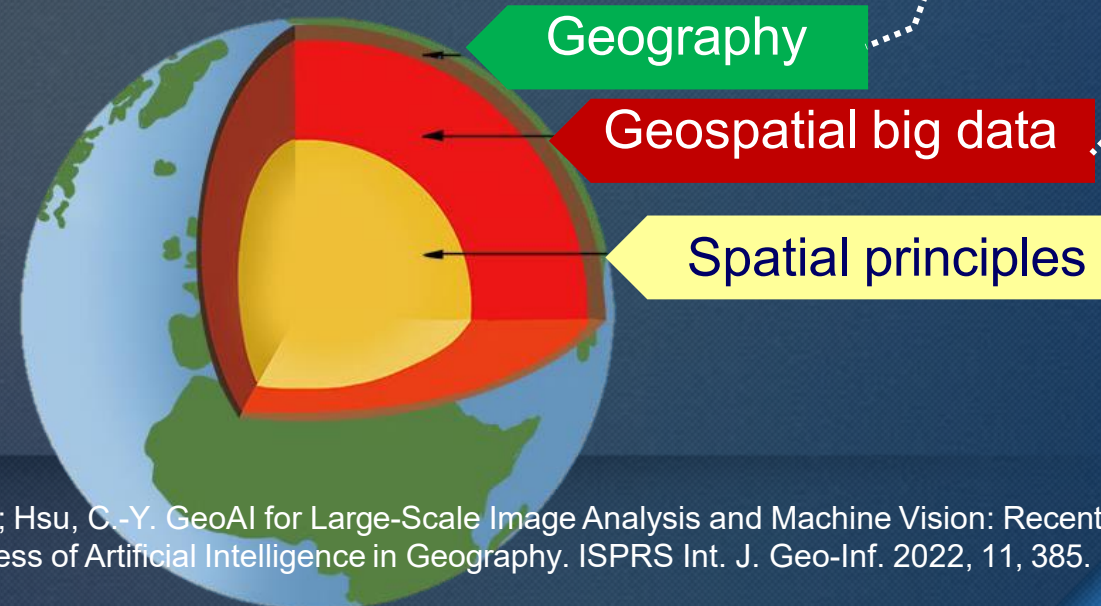 Geography
Geospatial big data
Spatial principles
; Hsu, C.-Y. GeoAI for Large-Scale Image Analysis and Machine Vision: Recent
ess of Artificial Intelligence in Geography. ISPRS Int. J. Geo-Inf. 2022, 11, 385.